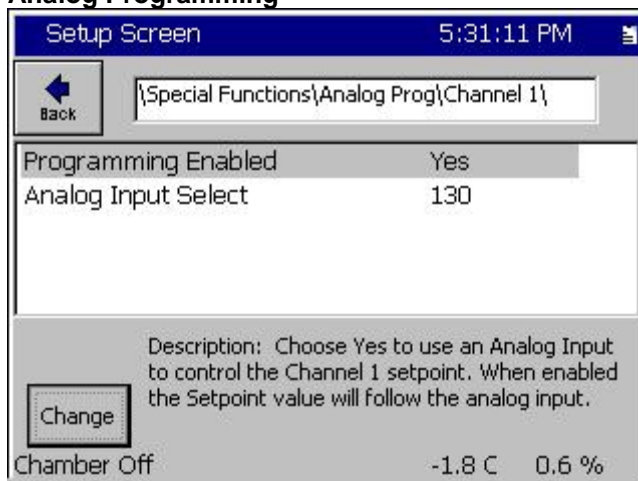 Analog Programming
Setup Screen 5:31:11 PM
Back
\Special Functions\Analog Prog\Channel 1\
Programming Enabled Yes
Analog Input Select 130
Description: Choose Yes to use an Analog Input
to control the Channel 1 setpoint. When enabled
the Setpoint value will follow the analog input.
Change
Chamber Off -1.8 C 0.6 %